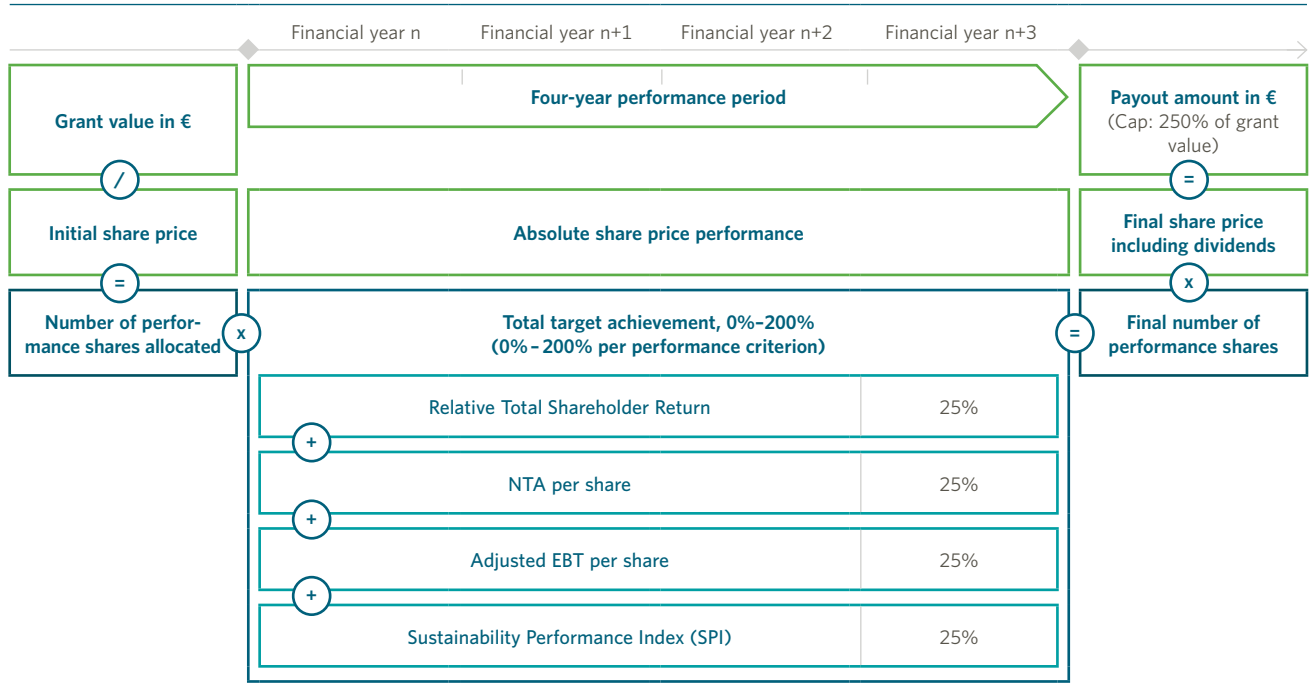 Financial year n
Financial year n+1
Financial year n+2
Financial year n+3
Grant value in €
Four-year performance period
Payout amount in €
(Cap: 250% of grant
value)
/
=
Initial share price
Absolute share price performance
Final share price
including dividends
=
x
Number of perfor-
mance shares allocated
x
Total target achievement, 0%–200%
(0% – 200% per performance criterion)
=
Final number of
performance shares
Relative Total Shareholder Return
25%
+
NTA per share
25%
+
Adjusted EBT per share
25%
+
Sustainability Performance Index (SPI)
25%